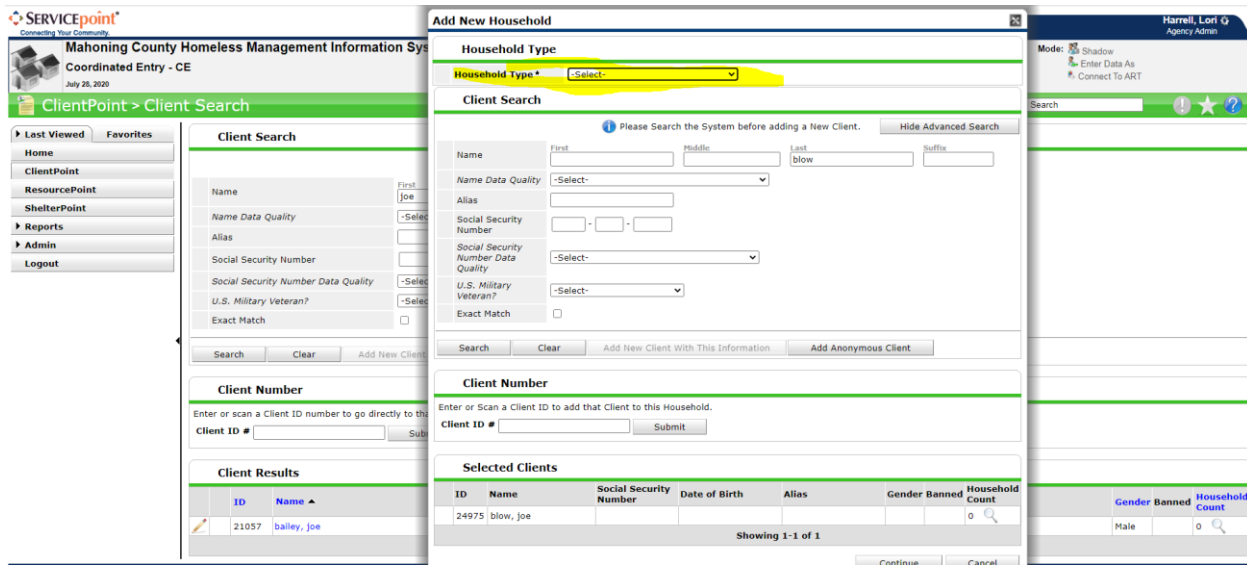 SERVICEpoint
Connecting Your Community.
Mahoning County Homeless Management Information Sys
Coordinated Entry - CE
July 28, 2020
Harrell, Lori
Agency Admin
Mode: Shadow
Enter Data As
Connect To ART
ClientPoint > Client Search
Search
Last Viewed Favorites
Home
ClientPoint
ResourcePoint
ShelterPoint
Reports
Admin
Logout
Client Search
Name First
joe
Name Data Quality -Selec
Alias
Social Security Number
Social Security Number Data Quality -Selec
U.S. Military Veteran? -Selec
Exact Match
Search Clear Add New Client
Client Number
Enter or scan a Client ID number to go directly to tha
Client ID # Subm
Client Results
ID Name Gender Banned Household Count
21057 bailey, joe Male 0
Add New Household
Household Type
Household Type * -Select-
Client Search
Please Search the System before adding a New Client. Hide Advanced Search
First Middle Last Suffix
Name blow
Name Data Quality -Select-
Alias
Social Security Number - -
Social Security Number Data Quality -Select-
U.S. Military Veteran? -Select-
Exact Match
Search Clear Add New Client With This Information Add Anonymous Client
Client Number
Enter or Scan a Client ID to add that Client to this Household.
Client ID # Submit
Selected Clients
ID Name Social Security Number Date of Birth Alias Gender Banned Household Count
24975 blow, joe 0
Showing 1-1 of 1
Continue Cancel